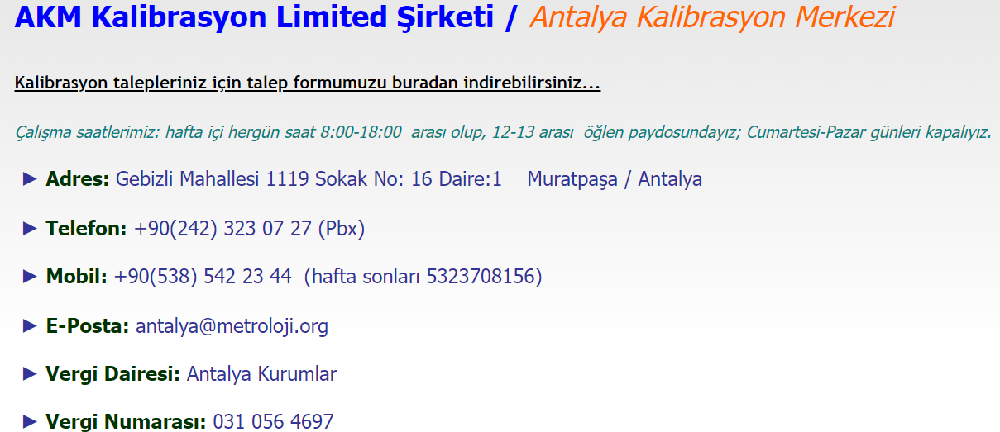 AKM Kalibrasyon Limited Şirketi / Antalya Kalibrasyon Merkezi
Kalibrasyon talepleriniz için talep formumuzu buradan indirebilirsiniz...
Çalışma saatlerimiz: hafta içi hergün saat 8:00-18:00  arası olup, 12-13 arası  öğlen paydosundayız; Cumartesi-Pazar günleri kapalıyız.
► Adres: Gebizli Mahallesi 1119 Sokak No: 16 Daire:1    Muratpaşa / Antalya
► Telefon: +90(242) 323 07 27 (Pbx)
► Mobil: +90(538) 542 23 44  (hafta sonları 5323708156)
► E-Posta: antalya@metroloji.org
► Vergi Dairesi: Antalya Kurumlar
► Vergi Numarası: 031 056 4697